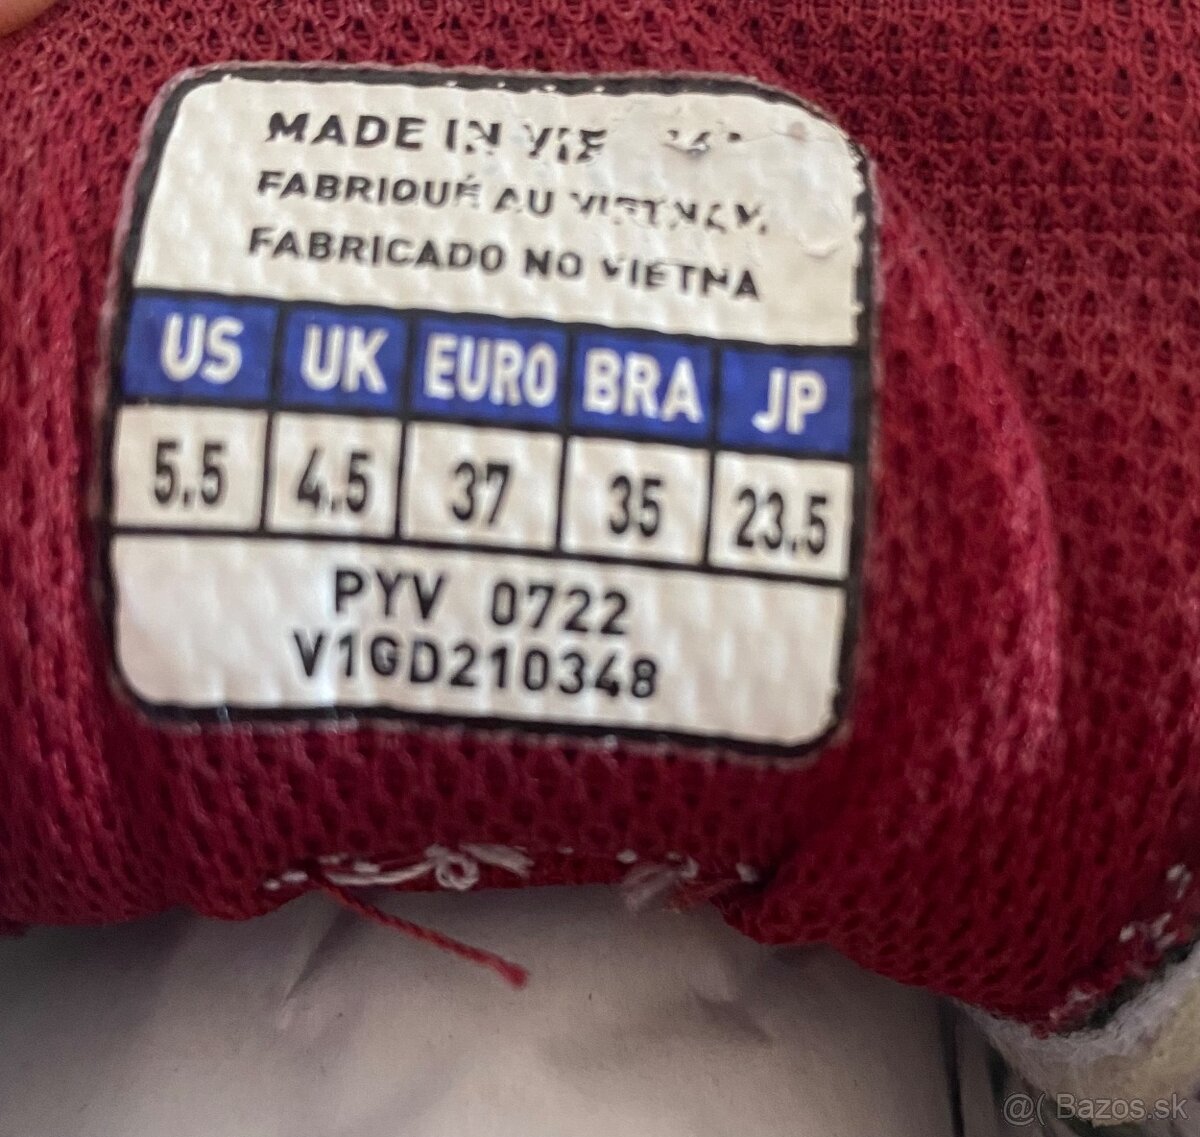 MADE IN VIE
FABRIQUÉ AU VIETNAM.
FABRICADO NO VIETNA
US UK EURO BRA JP
5.5 4.5 37 35 23.5
PYV 0722
V1GD210348
@( Bazos.sk